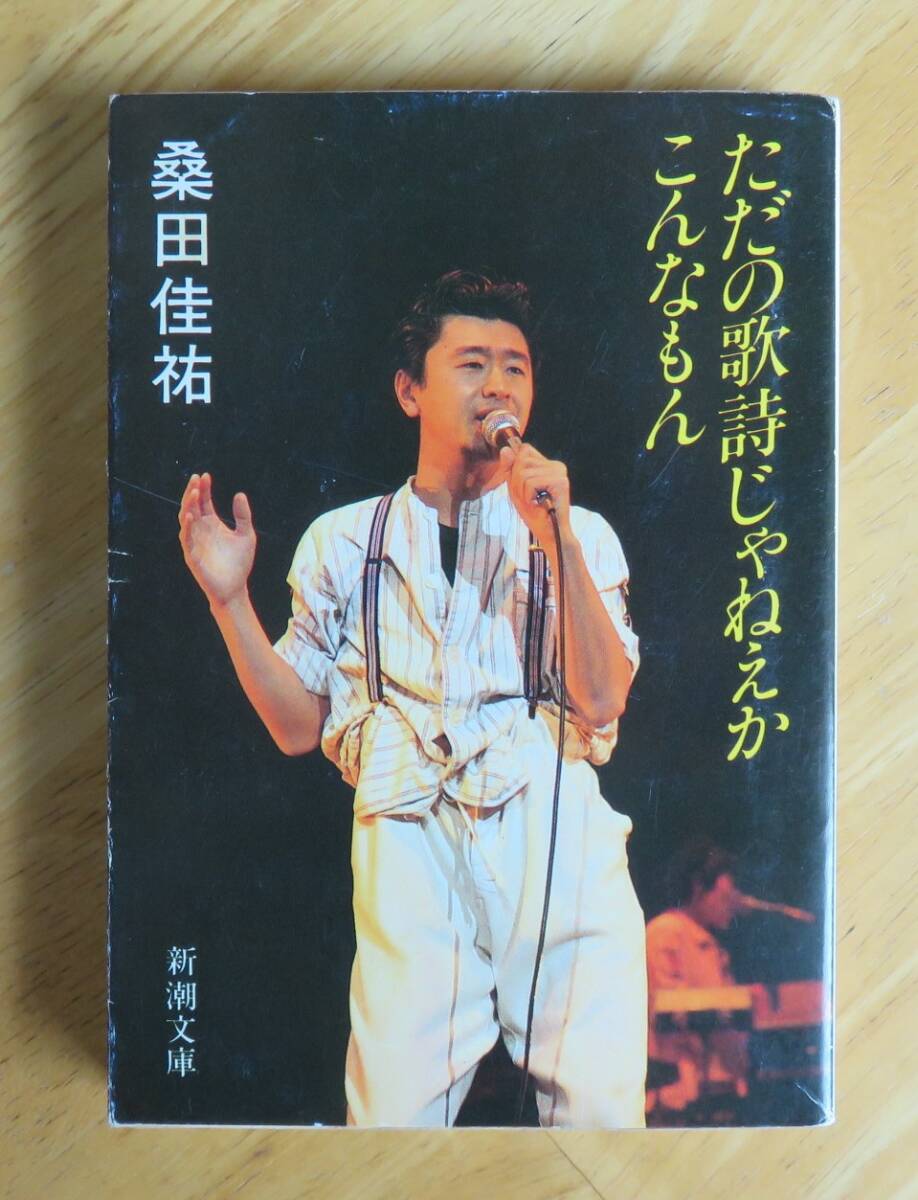 ただの歌詩じゃねえか
こんなもん
桑田佳祐
新潮文庫